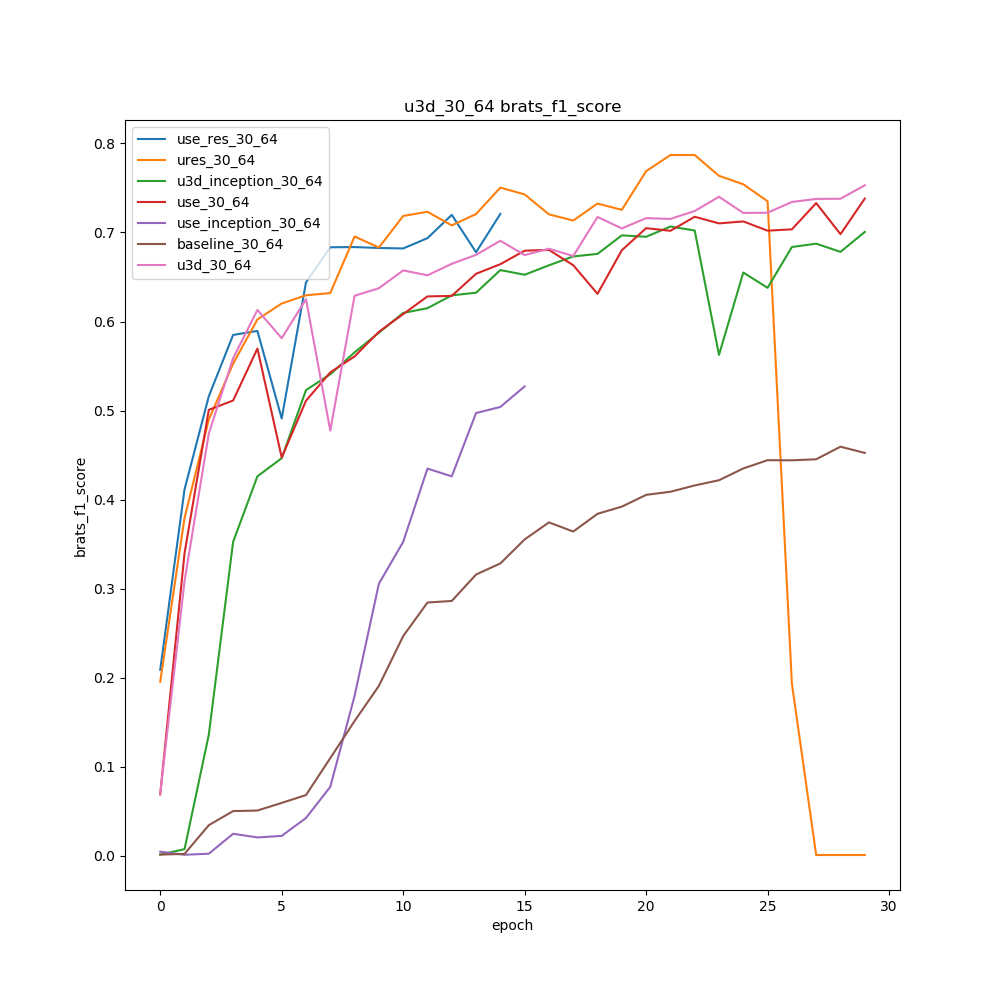 u3d_30_64 brats_f1_score
use_res_30_64
ures_30_64
u3d_inception_30_64
use_30_64
use_inception_30_64
baseline_30_64
u3d_30_64
brats_f1_score
0.8
0.7
0.6
0.5
0.4
0.3
0.2
0.1
0.0
0 5 10 15 20 25 30
epoch